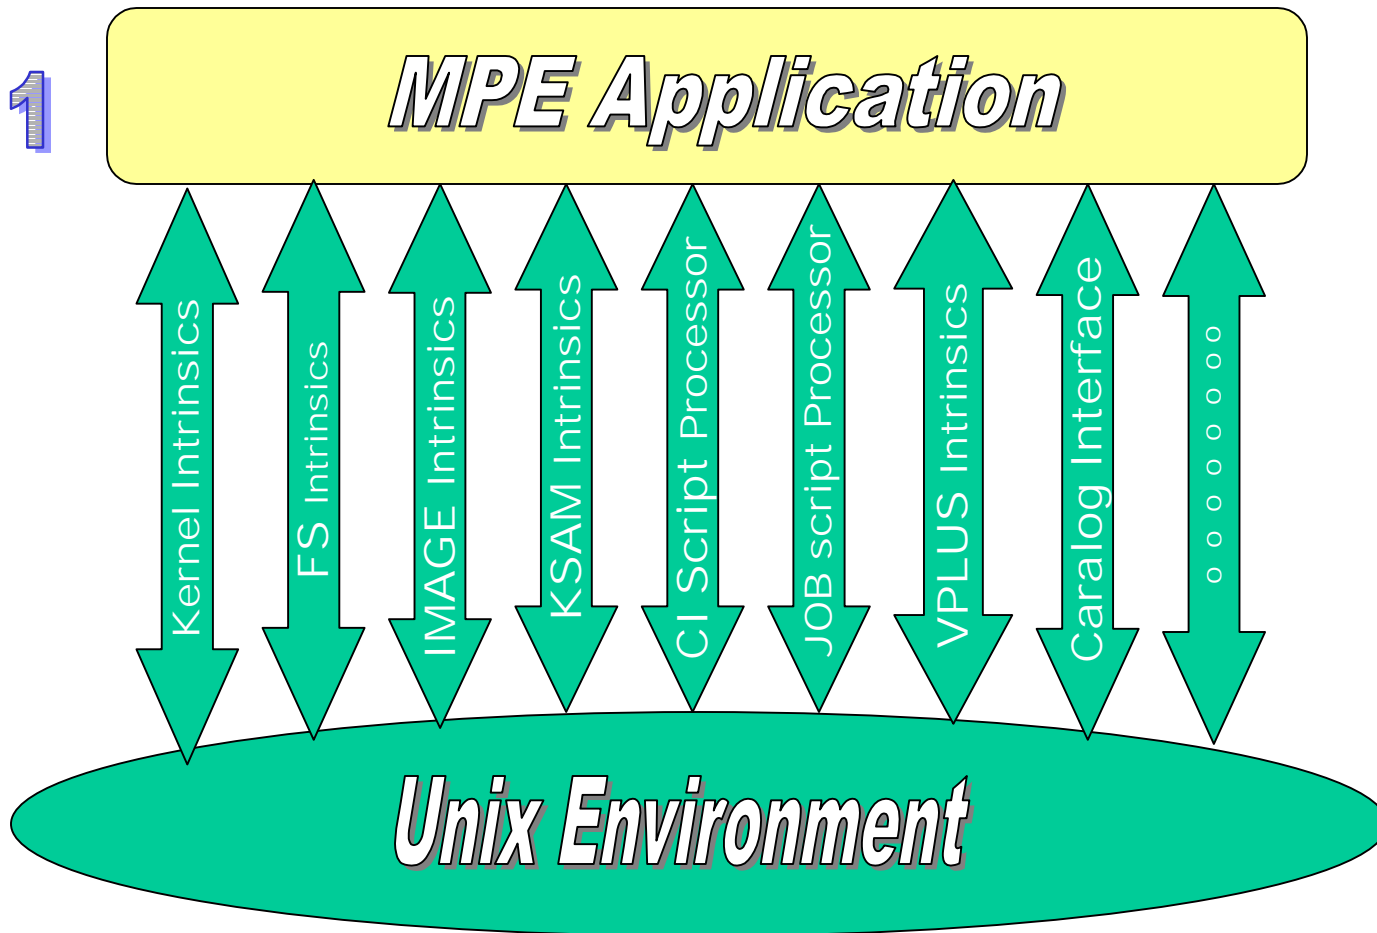 1
MPE Application
Kernel Intrinsics
FS Intrinsics
IMAGE Intrinsics
KSAM Intrinsics
CI Script Processor
JOB script Processor
VPLUS Intrinsics
Caralog Interface
o o o o o o o o
Unix Environment